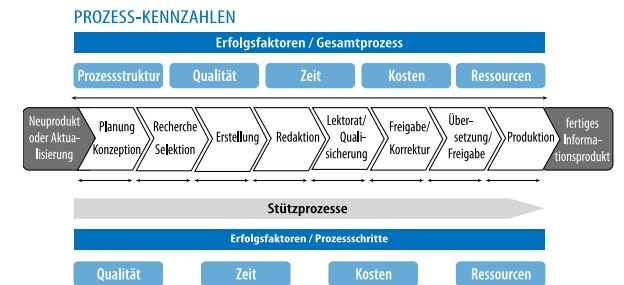 PROZESS-KENNZAHLEN
Erfolgsfaktoren / Gesamtprozess
Prozessstruktur
Qualität
Zeit
Kosten
Ressourcen
Neuprodukt
oder Aktua-
lisierung
Planung
Konzeption
Recherche
Selektion
Erstellung
Redaktion
Lektorat/
Quali-
sicherung
Freigabe/
Korrektur
Über-
setzung/
Freigabe
Produktion
fertiges
Informa-
tionsprodukt
Stützprozesse
Erfolgsfaktoren / Prozessschritte
Qualität
Zeit
Kosten
Ressourcen